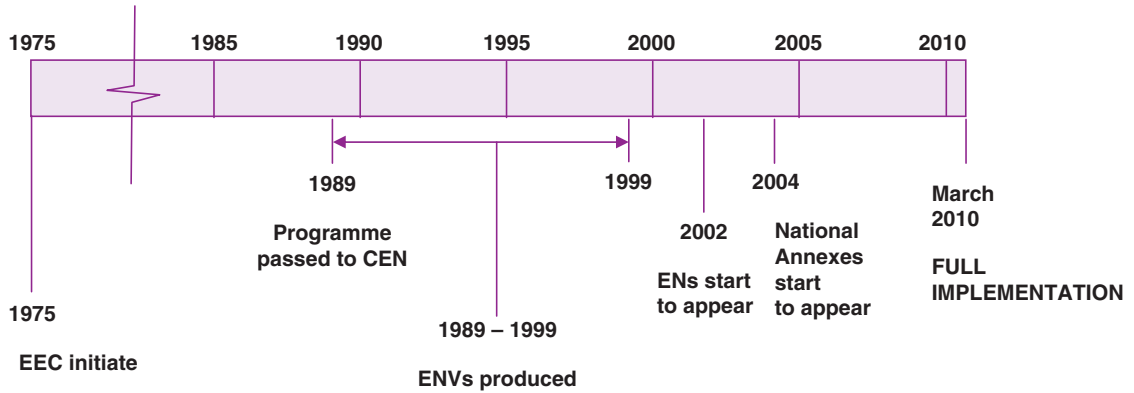 1975 1985 1990 1995 2000 2005 2010
1989
Programme
passed to CEN
1999
2002
ENs start
to appear
2004
National
Annexes
start
to appear
March
2010
FULL
IMPLEMENTATION
1975
EEC initiate
1989 – 1999
ENVs produced